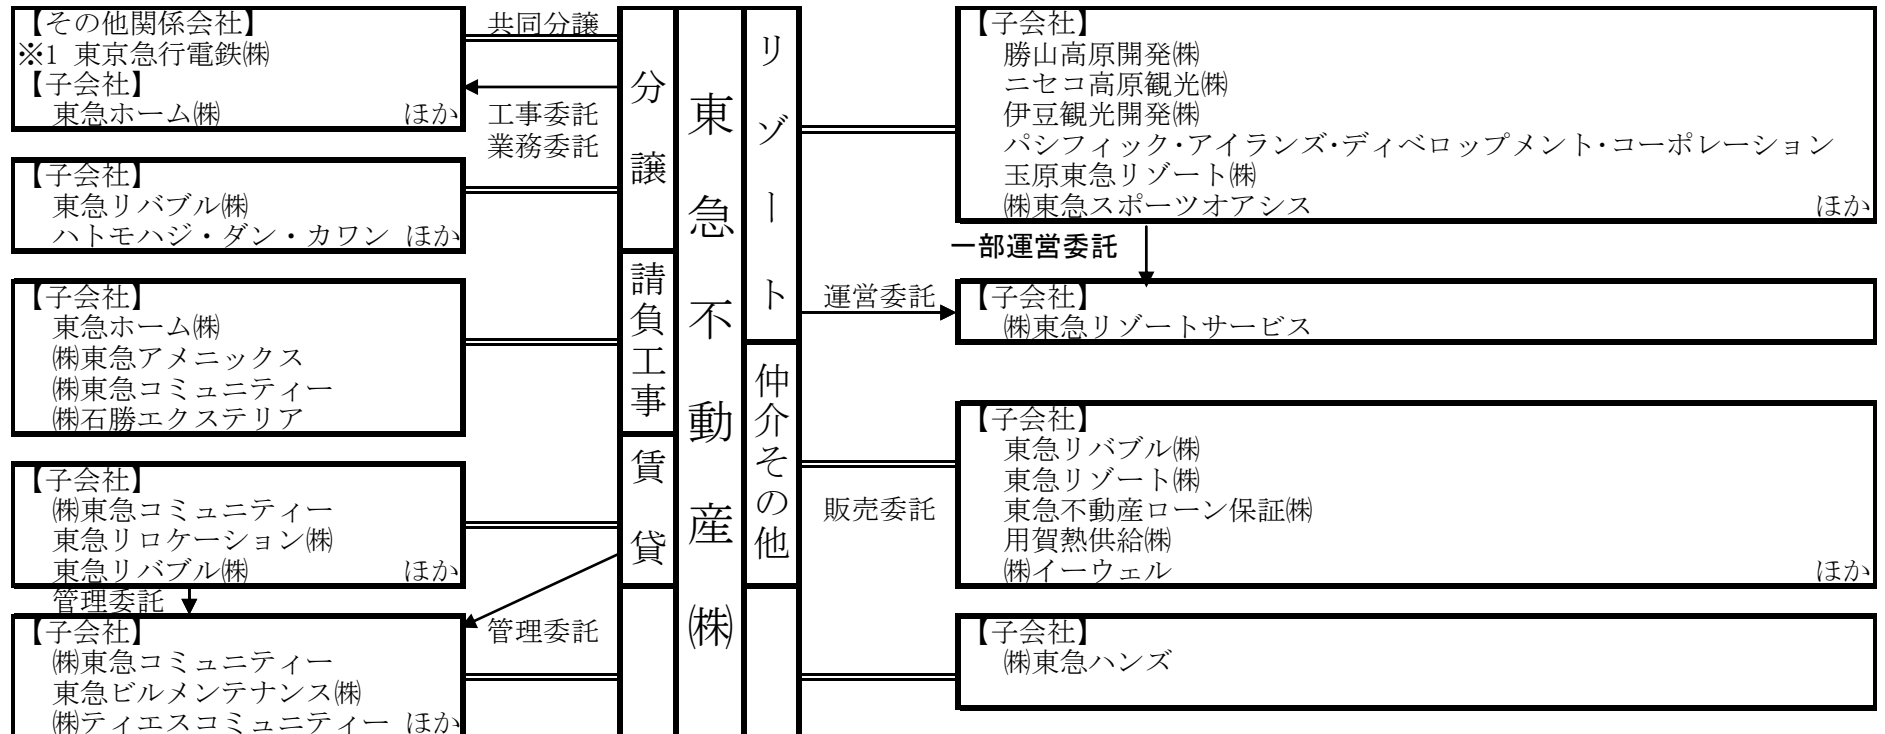 【その他関係会社】
※1 東京急行電鉄㈱
【子会社】
東急ホーム㈱ ほか
共同分譲
工事委託
業務委託
【子会社】
東急リバブル㈱
ハトモハジ・ダン・カワン ほか
【子会社】
東急ホーム㈱
㈱東急アメニックス
㈱東急コミュニティー
㈱石勝エクステリア
【子会社】
㈱東急コミュニティー
東急リロケーション㈱
東急リバブル㈱ ほか
管理委託
【子会社】
㈱東急コミュニティー
東急ビルメンテナンス㈱
㈱ティエスコミュニティー ほか
管理委託
分譲
請負工事
賃貸
東急不動産㈱
リゾート
仲介その他
運営委託
販売委託
【子会社】
勝山高原開発㈱
ニセコ高原観光㈱
伊豆観光開発㈱
パシフィック・アイランズ・ディベロップメント・コーポレーション
玉原東急リゾート㈱
㈱東急スポーツオアシス ほか
一部運営委託
【子会社】
㈱東急リゾートサービス
【子会社】
東急リバブル㈱
東急リゾート㈱
東急不動産ローン保証㈱
用賀熱供給㈱
㈱イーウェル ほか
【子会社】
㈱東急ハンズ